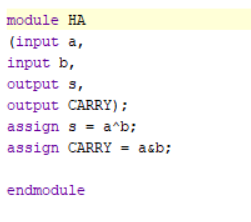 module HA
(input a,
input b,
output s,
output CARRY);
assign s = a^b;
assign CARRY = a&b;
endmodule